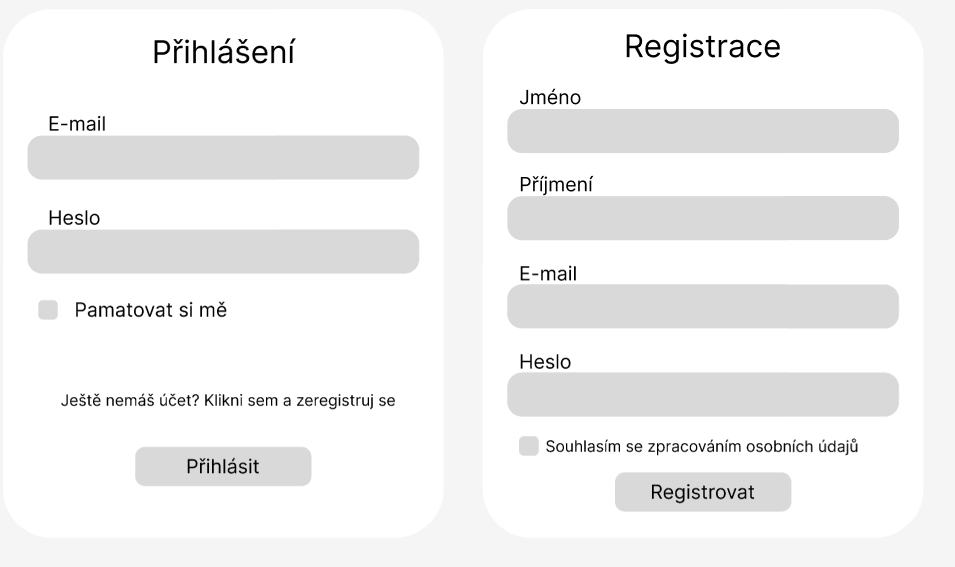 Přihlášení
E-mail
Heslo
Pamatovat si mě
Ještě nemáš účet? Klikni sem a zeregistruj se
Přihlásit
Registrace
Jméno
Příjmení
E-mail
Heslo
Souhlasím se zpracováním osobních údajů
Registrovat